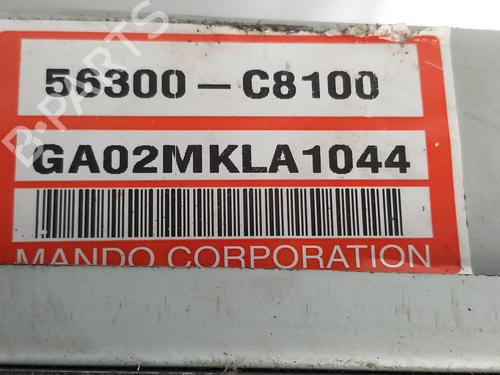 56300-C8100
GA02MKLA1044
MANDO CORPORATION
B-PARTS